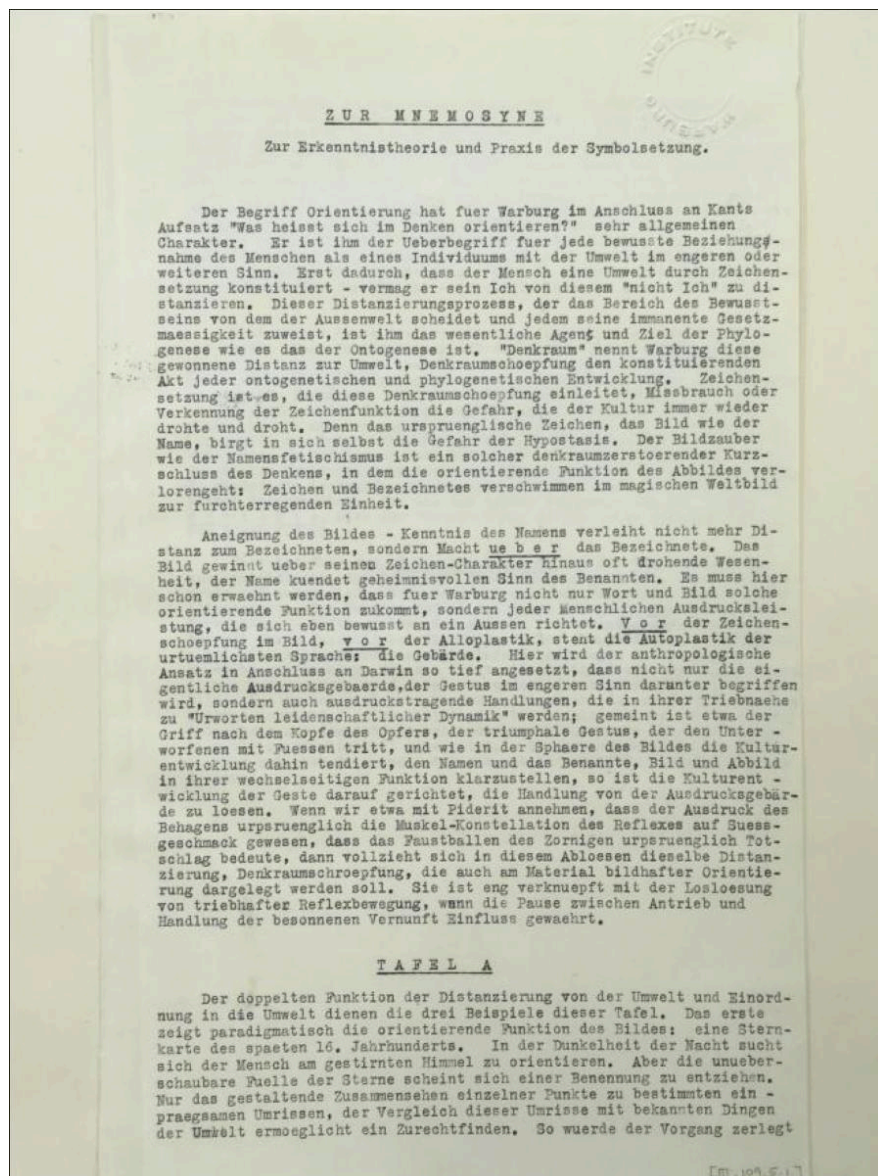 INSTITUTE
WARBURG
ZUR MNEMOSYNE
Zur Erkenntnistheorie und Praxis der Symbolsetzung.
Der Begriff Orientierung hat fuer Warburg im Anschluss an Kants
Aufsatz "Was heisst sich im Denken orientieren?" sehr allgemeinen
Charakter. Er ist ihm der Ueberbegriff fuer jede bewusste Beziehung-
nahme des Menschen als eines Individuums mit der Umwelt im engeren oder
weiteren Sinn. Erst dadurch, dass der Mensch eine Umwelt durch Zeichen-
setzung konstituiert - vermag er sein Ich von diesem "nicht Ich" zu di-
stanzieren. Dieser Distanzierungsprozess, der das Bereich des Bewusst-
seins von dem der Aussenwelt scheidet und jedem seine immanente Gesetz-
maessigkeit zuweist, ist ihm das wesentliche Agens und Ziel der Phylo-
genese wie es das der Ontogenese ist. "Denkraum" nennt Warburg diese
gewonnene Distanz zur Umwelt, Denkraumschoepfung den konstituierenden
Akt jeder ontogenetischen und phylogenetischen Entwicklung. Zeichen-
setzung ist es, die diese Denkraumschoepfung einleitet, Missbrauch oder
Verkennung der Zeichenfunktion die Gefahr, die der Kultur immer wieder
drohte und droht. Denn das urspruenglische Zeichen, das Bild wie der
Name, birgt in sich selbst die Gefahr der Hypostasis. Der Bildzauber
wie der Namensfetischismus ist ein solcher denkraumzerstoerender Kurz-
schluss des Denkens, in dem die orientierende Funktion des Abbildes ver-
lorengeht: Zeichen und Bezeichnetes verschwimmen im magischen Weltbild
zur furchterregenden Einheit.
Aneignung des Bildes - Kenntnis des Namens verleiht nicht mehr Di-
stanz zum Bezeichneten, sondern Macht ueber das Bezeichnete. Das
Bild gewinnt ueber seinen Zeichen-Charakter hinaus oft drohende Wesen-
heit, der Name kuendet geheimnisvollen Sinn des Benannten. Es muss hier
schon erwaehnt werden, dass fuer Warburg nicht nur Wort und Bild solche
orientierende Funktion zukommt, sondern jeder Menschlichen Ausdruckslei-
stung, die sich eben bewusst an ein Aussen richtet. Vor der Zeichen-
schoepfung im Bild, vor der Alloplastik, steht die Autoplastik der
urtuemlichsten Sprache: die Gebärde. Hier wird der anthropologische
Ansatz in Anschluss an Darwin so tief angesetzt, dass nicht nur die ei-
gentliche Ausdrucksgebaerde,der Gestus im engeren Sinn darunter begriffen
wird, sondern auch ausdruckstragende Handlungen, die in ihrer Triebnaehe
zu "Urworten leidenschaftlicher Dynamik" werden; gemeint ist etwa der
Griff nach dem Kopfe des Opfers, der triumphale Gestus, der den Unter -
worfenen mit Fuessen tritt, und wie in der Sphaere des Bildes die Kultur-
entwicklung dahin tendiert, den Namen und das Benannte, Bild und Abbild
in ihrer wechselseitigen Funktion klarzustellen, so ist die Kulturent -
wicklung der Geste darauf gerichtet, die Handlung von der Ausdrucksgebär-
de zu loesen. Wenn wir etwa mit Piderit annehmen, dass der Ausdruck des
Behagens urpsruenglich die Muskel-Konstellation des Reflexes auf Suess-
geschmack gewesen, dass das Faustballen des Zornigen urpsruenglich Tot-
schlag bedeute, dann vollzieht sich in diesem Abloesen dieselbe Distan-
zierung, Denkraumschroepfung, die auch am Material bildhafter Orientie-
rung dargelegt werden soll. Sie ist eng verknuepft mit der Losloesung
von triebhafter Reflexbewegung, wann die Pause zwischen Antrieb und
Handlung der besonnenen Vernunft Einfluss gewaehrt.
TAFEL A
Der doppelten Funktion der Distanzierung von der Umwelt und Einord-
nung in die Umwelt dienen die drei Beispiele dieser Tafel. Das erste
zeigt paradigmatisch die orientierende Funktion des Bildes: eine Stern-
karte des spaeten 16. Jahrhunderts. In der Dunkelheit der Nacht sucht
sich der Mensch am gestirnten Himmel zu orientieren. Aber die unueber-
schaubare Fuelle der Sterne scheint sich einer Benennung zu entziehen.
Nur das gestaltende Zusammensehen einzelner Punkte zu bestimmten ein -
praegsamen Umrissen, der Vergleich dieser Umrisse mit bekannten Dingen
der Umwelt ermoeglicht ein Zurechtfinden. So wuerde der Vorgang zerlegt
[III.109.5.1.]